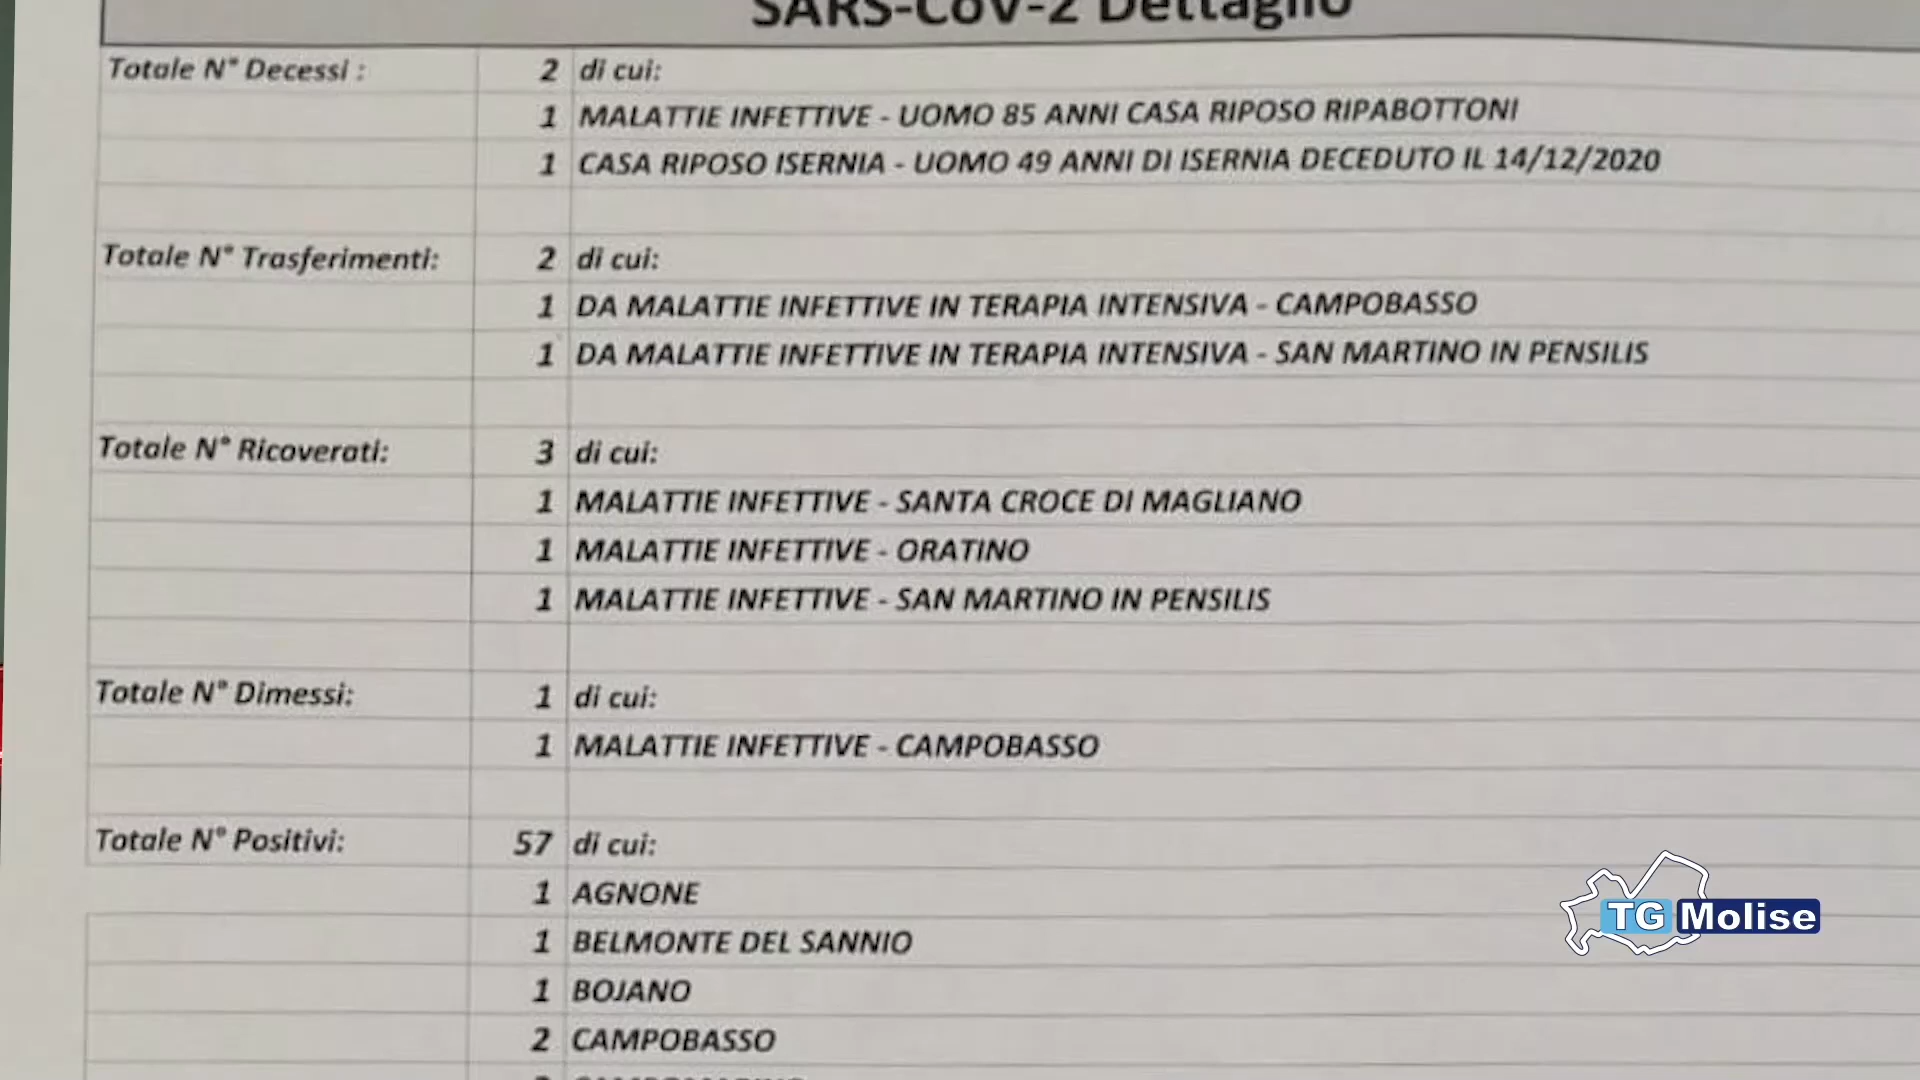 SARS-CoV-2 Dettaglio
Totale N° Decessi : 2 di cui:
1 MALATTIE INFETTIVE - UOMO 85 ANNI CASA RIPOSO RIPABOTTONI
1 CASA RIPOSO ISERNIA - UOMO 49 ANNI DI ISERNIA DECEDUTO IL 14/12/2020
Totale N° Trasferimenti: 2 di cui:
1 DA MALATTIE INFETTIVE IN TERAPIA INTENSIVA - CAMPOBASSO
1 DA MALATTIE INFETTIVE IN TERAPIA INTENSIVA - SAN MARTINO IN PENSILIS
Totale N° Ricoverati: 3 di cui:
1 MALATTIE INFETTIVE - SANTA CROCE DI MAGLIANO
1 MALATTIE INFETTIVE - ORATINO
1 MALATTIE INFETTIVE - SAN MARTINO IN PENSILIS
Totale N° Dimessi: 1 di cui:
1 MALATTIE INFETTIVE - CAMPOBASSO
Totale N° Positivi: 57 di cui:
1 AGNONE
1 BELMONTE DEL SANNIO
1 BOJANO
2 CAMPOBASSO
TG Molise